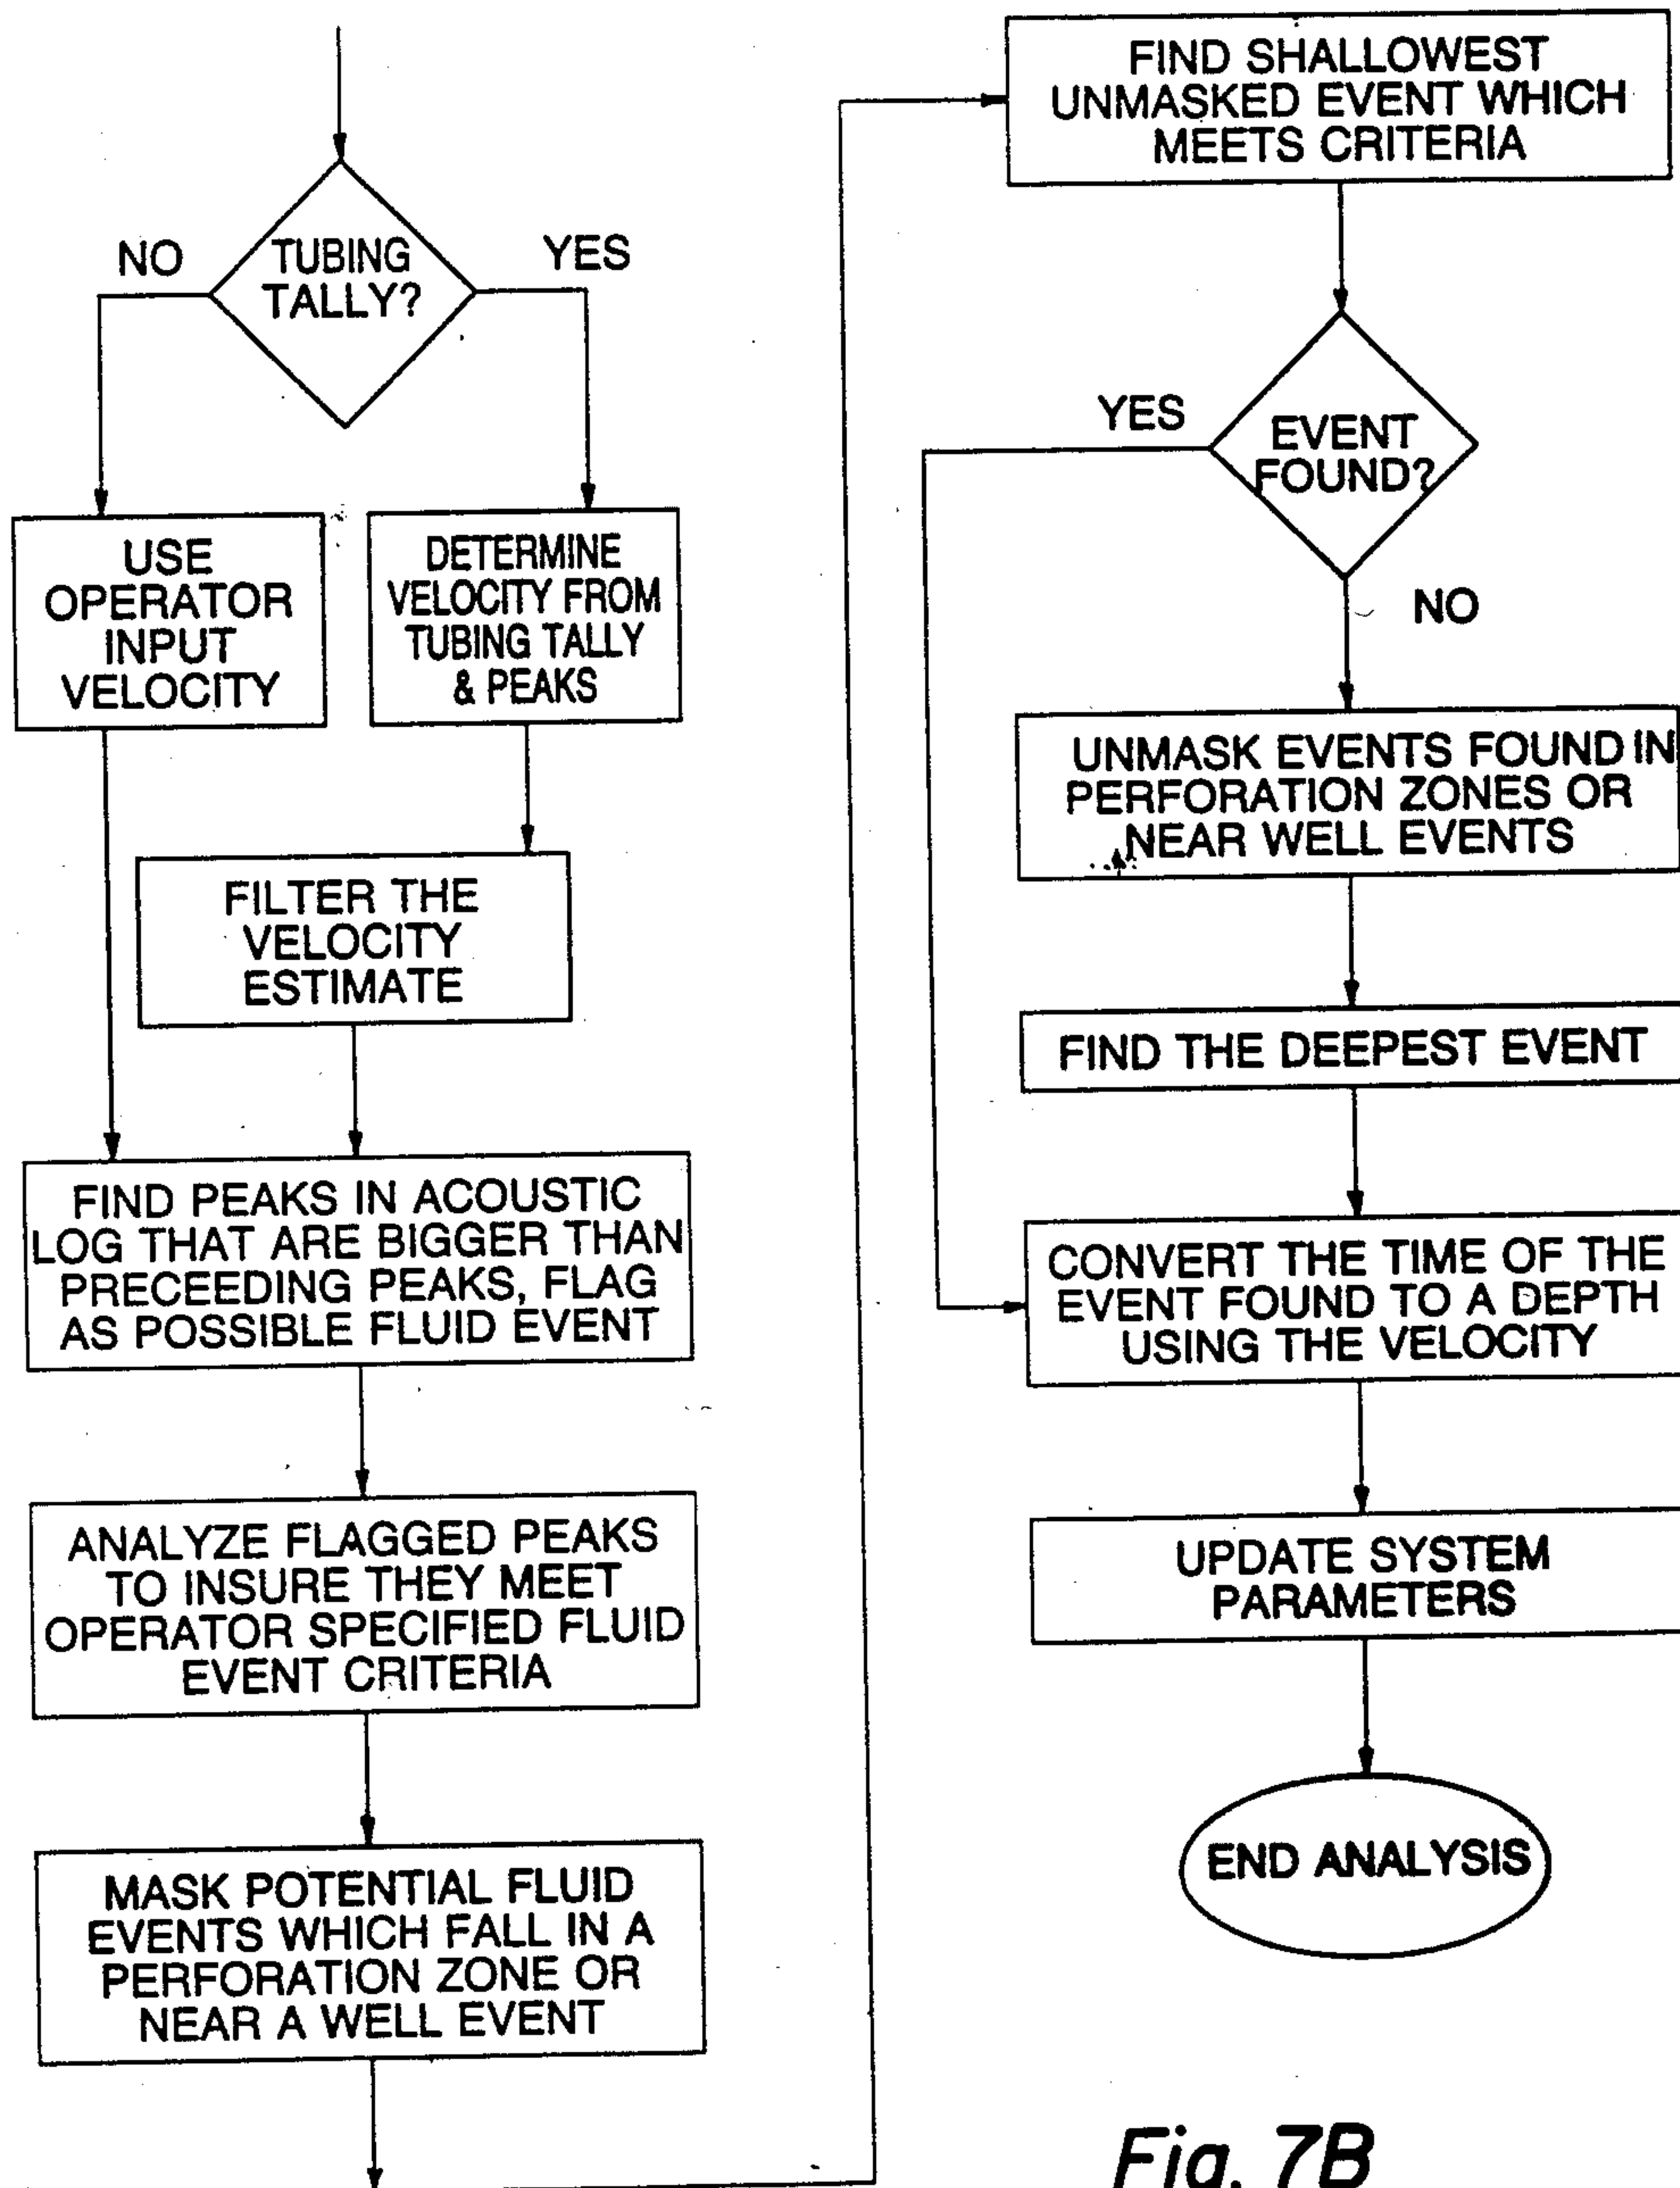 TUBING
TALLY?
NO
YES
USE
OPERATOR
INPUT
VELOCITY
DETERMINE
VELOCITY FROM
TUBING TALLY
& PEAKS
FILTER THE
VELOCITY
ESTIMATE
FIND PEAKS IN ACOUSTIC
LOG THAT ARE BIGGER THAN
PRECEEDING PEAKS, FLAG
AS POSSIBLE FLUID EVENT
ANALYZE FLAGGED PEAKS
TO INSURE THEY MEET
OPERATOR SPECIFIED FLUID
EVENT CRITERIA
MASK POTENTIAL FLUID
EVENTS WHICH FALL IN A
PERFORATION ZONE OR
NEAR A WELL EVENT
FIND SHALLOWEST
UNMASKED EVENT WHICH
MEETS CRITERIA
EVENT
FOUND?
YES
NO
UNMASK EVENTS FOUND IN
PERFORATION ZONES OR
NEAR WELL EVENTS
FIND THE DEEPEST EVENT
CONVERT THE TIME OF THE
EVENT FOUND TO A DEPTH
USING THE VELOCITY
UPDATE SYSTEM
PARAMETERS
END ANALYSIS
Fig. 7B